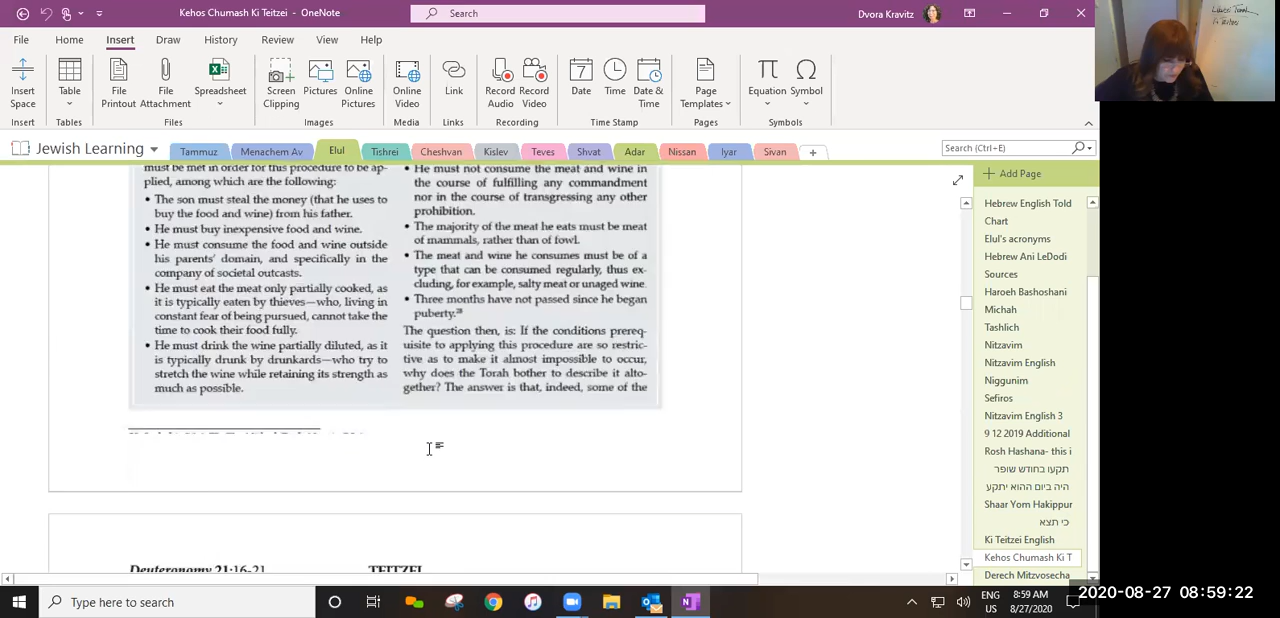 Kehos Chumash Ki Teitzei - OneNote
Search
Dvora Kravitz
File Home Insert Draw History Review View Help
Insert Space
Table
File Printout
File Attachment
Spreadsheet
Screen Clipping
Pictures
Online Pictures
Online Video
Link
Record Audio
Record Video
Date
Time
Date & Time
Page Templates
Equation
Symbol
Insert Tables Files Images Media Links Recording Time Stamp Pages Symbols
Jewish Learning
Tammuz Menachem Av Elul Tishrei Cheshvan Kislev Teves Shvat Adar Nissan Iyar Sivan
Search (Ctrl+E)
must be met in order for this procedure to be ap-
plied, among which are the following:
• The son must steal the money (that he uses to
buy the food and wine) from his father.
• He must buy inexpensive food and wine.
• He must consume the food and wine outside
his parents' domain, and specifically in the
company of societal outcasts.
• He must eat the meat only partially cooked, as
it is typically eaten by thieves—who, living in
constant fear of being pursued, cannot take the
time to cook their food fully.
• He must drink the wine partially diluted, as it
is typically drunk by drunkards—who try to
stretch the wine while retaining its strength as
much as possible.
• He must not consume the meat and wine in
the course of fulfilling any commandment
nor in the course of transgressing any other
prohibition.
• The majority of the meat he eats must be meat
of mammals, rather than of fowl.
• The meat and wine he consumes must be of a
type that can be consumed regularly, thus ex-
cluding, for example, salty meat or unaged wine.
• Three months have not passed since he began
puberty.
The question then, is: If the conditions prereq-
uisite to applying this procedure are so restric-
tive as to make it almost impossible to occur,
why does the Torah bother to describe it alto-
gether? The answer is that, indeed, some of the
Deuteronomy 21:16-21 TEITZEI
Add Page
Hebrew English Told
Chart
Elul's acronyms
Hebrew Ani LeDodi
Sources
Haroeh Bashoshani
Michah
Tashlich
Nitzavim
Nitzavim English
Niggunim
Sefiros
Nitzavim English 3
9 12 2019 Additional
Rosh Hashana- this i
תקעו בחודש שופר
היה ביום ההוא יתקע
Shaar Yom Hakippur
כי תצא
Ki Teitzei English
Kehos Chumash Ki T
Derech Mitzvosecha
Type here to search
ENG
US
8:59 AM
8/27/2020
2020-08-27 08:59:22